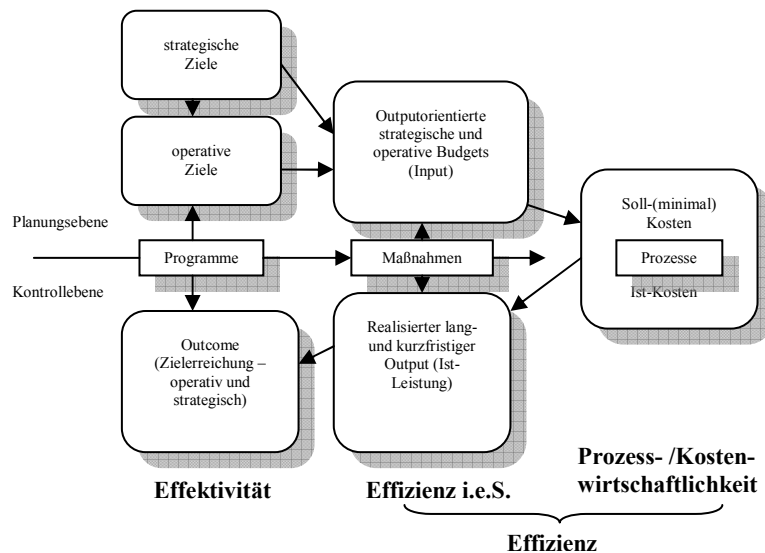 strategische
Ziele
operative
Ziele
Outputorientierte
strategische und
operative Budgets
(Input)
Soll-(minimal)
Kosten
Planungsebene
Programme
Maßnahmen
Prozesse
Kontrollebene
Ist-Kosten
Outcome
(Zielerreichung –
operativ und
strategisch)
Realisierter lang-
und kurzfristiger
Output (Ist-
Leistung)
Effektivität
Effizienz i.e.S.
Prozess- /Kosten-
wirtschaftlichkeit
Effizienz